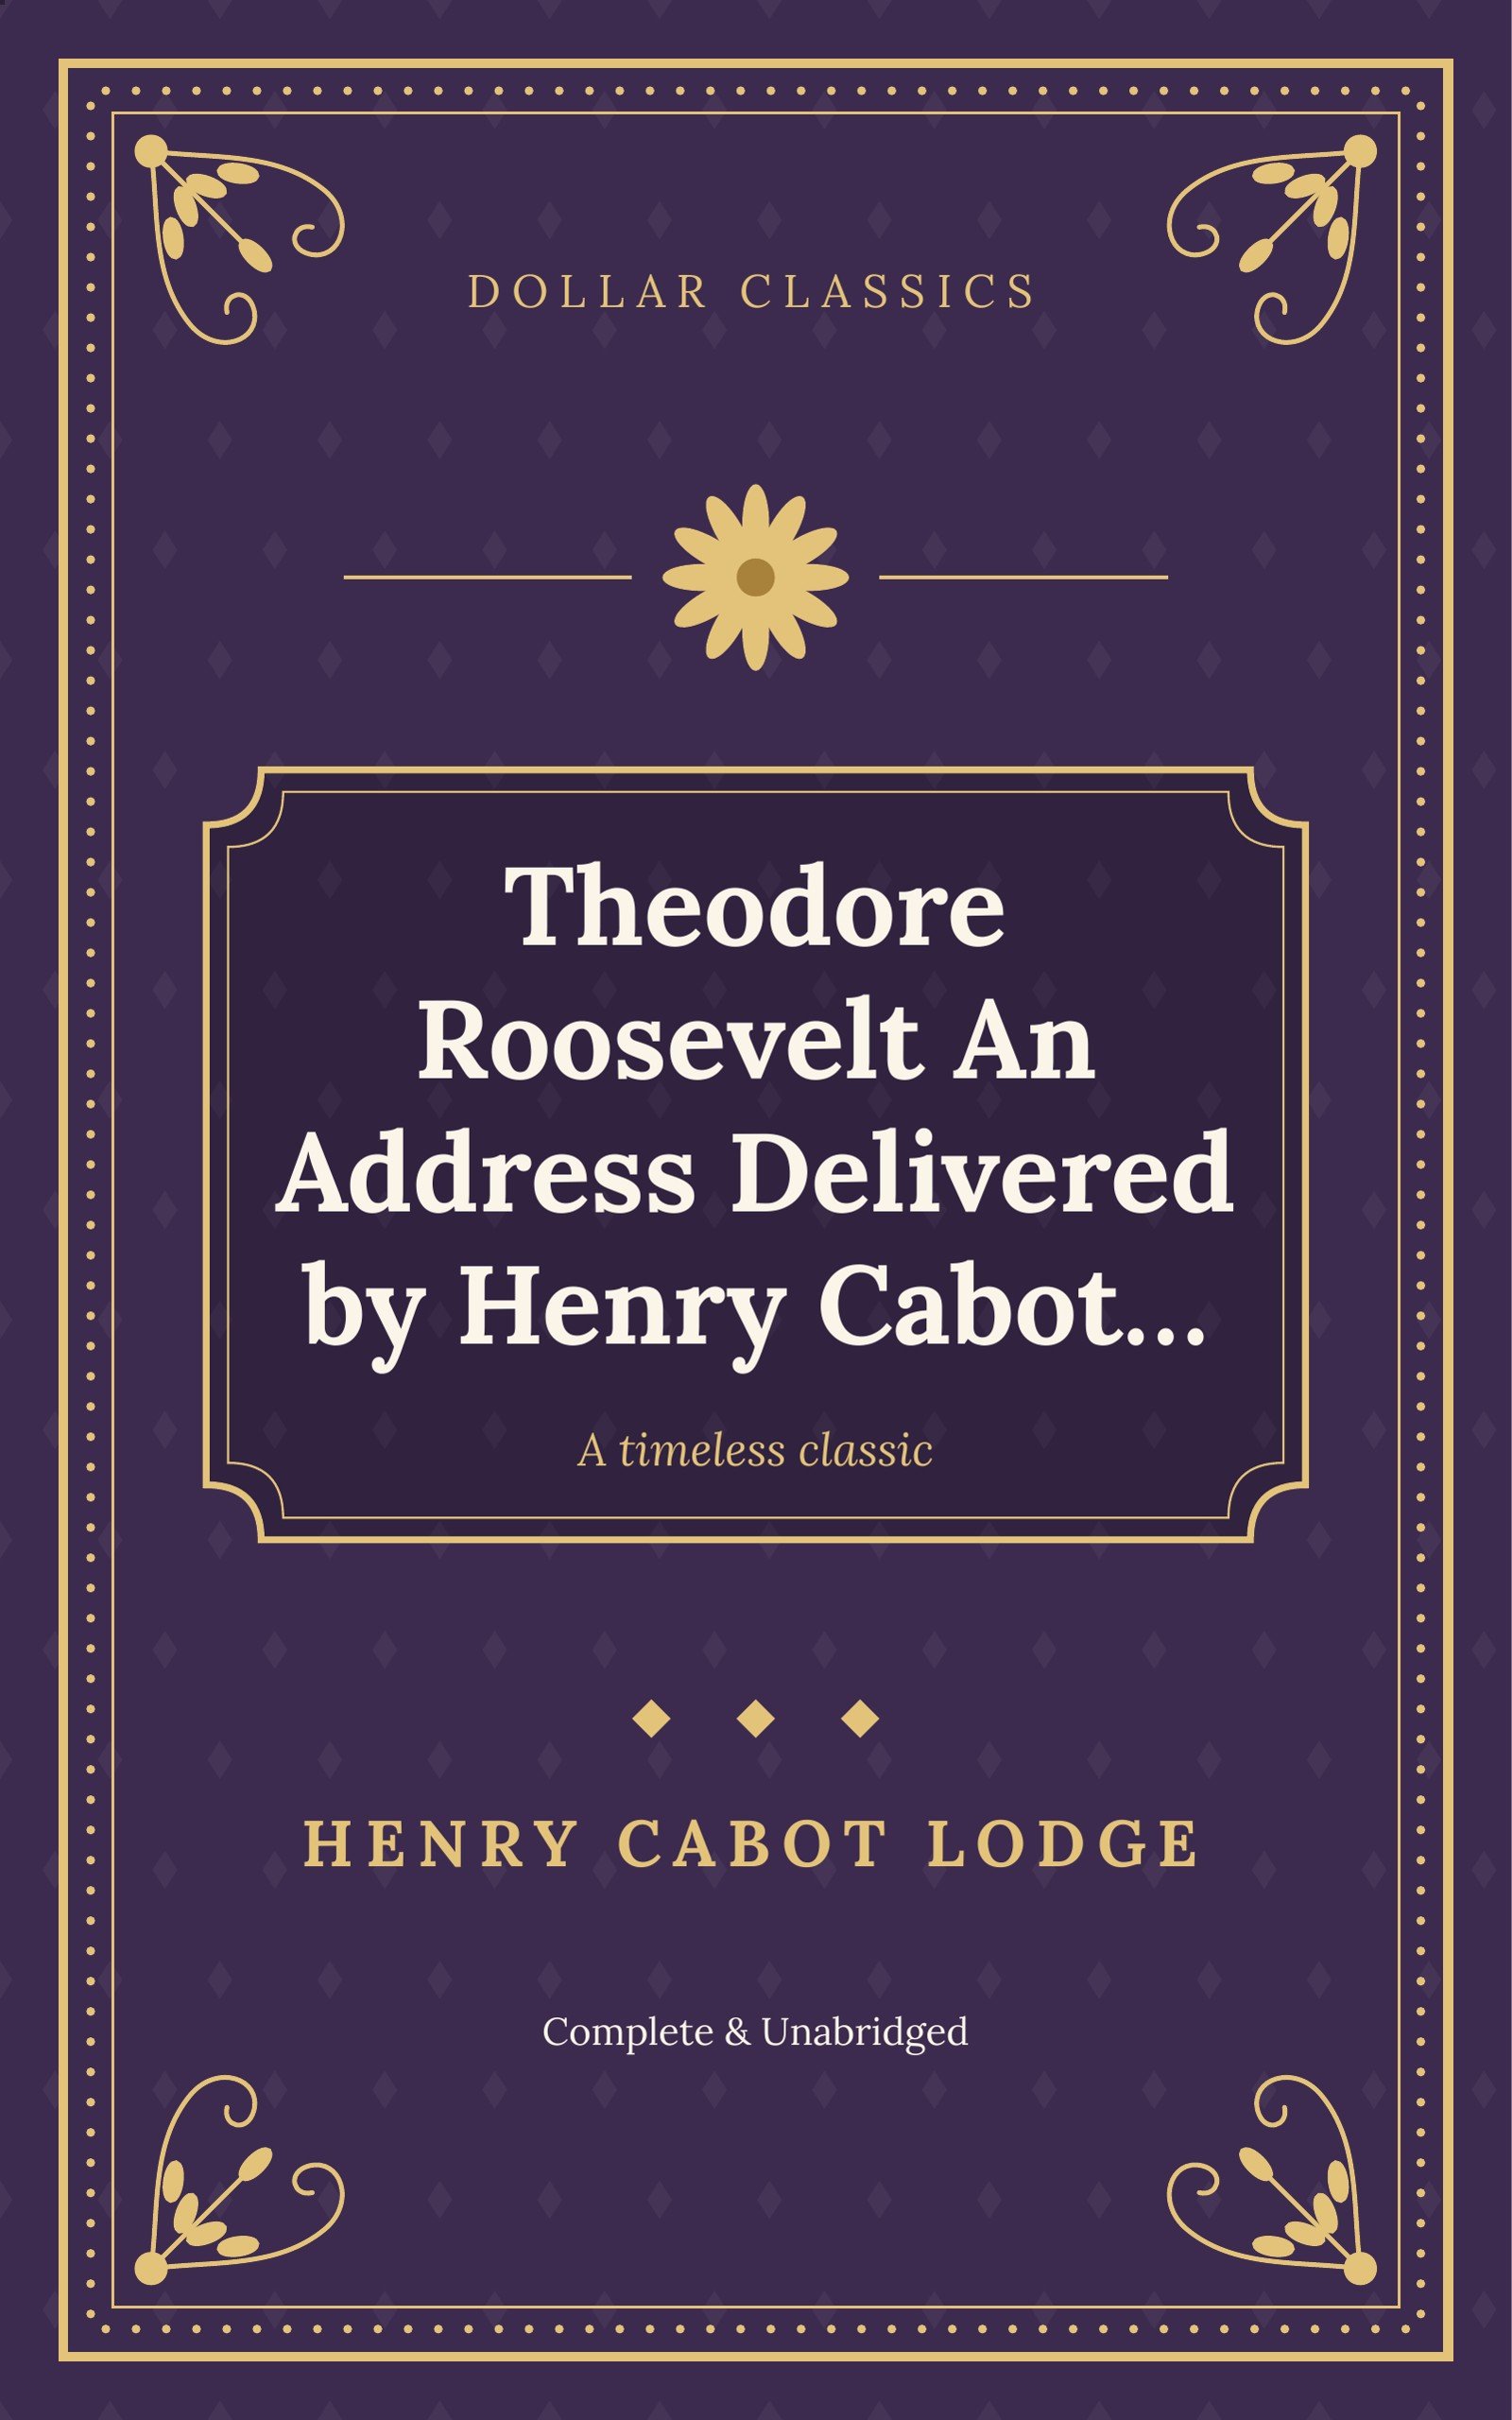 DOLLAR CLASSICS
Theodore
Roosevelt An
Address Delivered
by Henry Cabot...
A timeless classic
HENRY CABOT LODGE
Complete & Unabridged